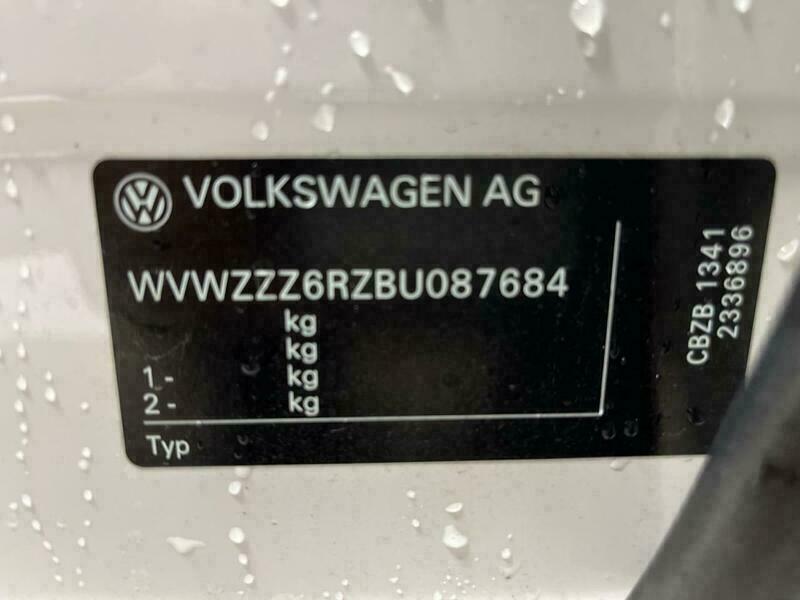 VOLKSWAGEN AG
WVWZZZ6RZBU087684
kg
kg
1 - kg
2 - kg
Typ
CBZB 1341
2336896